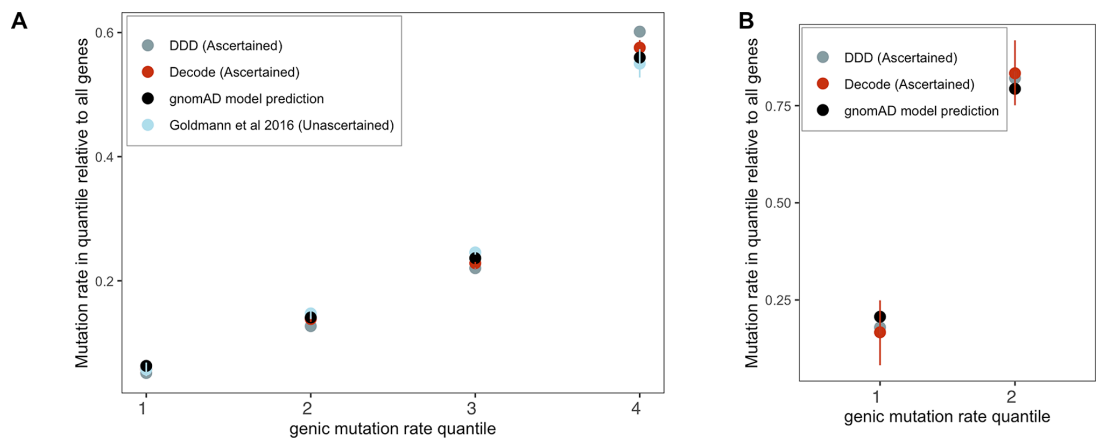 A
Mutation rate in quantile relative to all genes
0.6
0.4
0.2
DDD (Ascertained)
Decode (Ascertained)
gnomAD model prediction
Goldmann et al 2016 (Unascertained)
1 2 3 4
genic mutation rate quantile
B
Mutation rate in quantile relative to all genes
0.75
0.50
0.25
DDD (Ascertained)
Decode (Ascertained)
gnomAD model prediction
1 2
genic mutation rate quantile